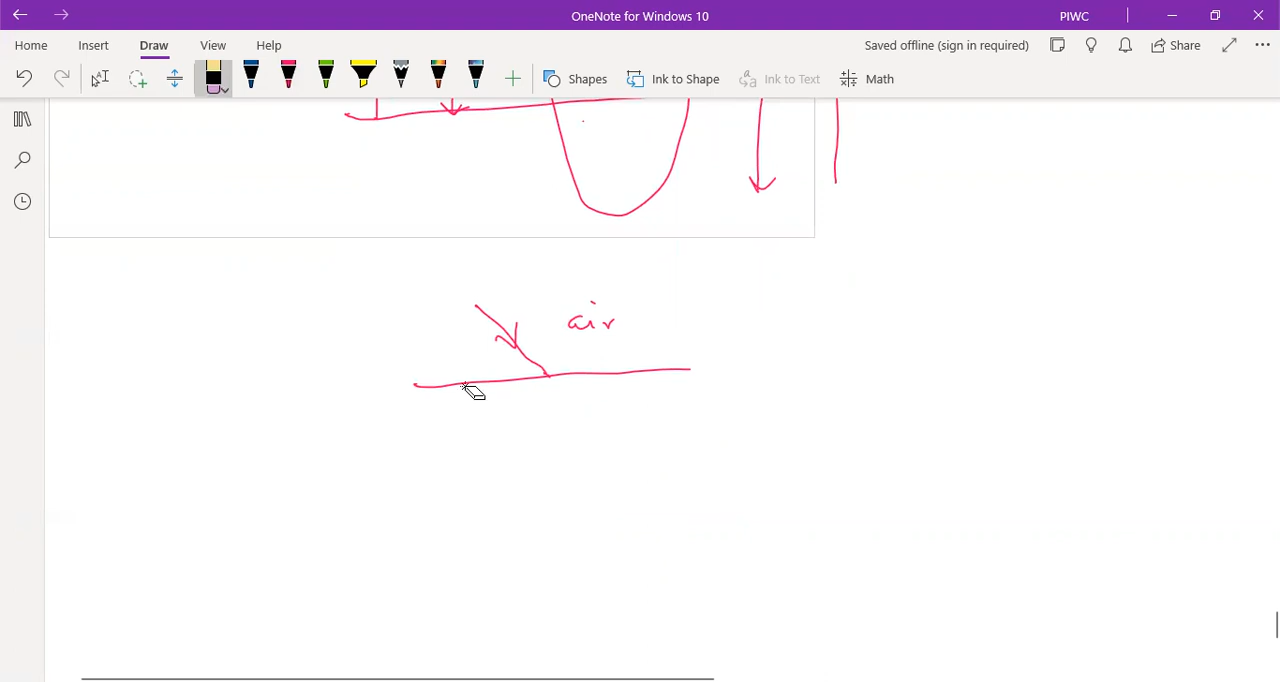 OneNote for Windows 10
PIWC
Home Insert Draw View Help
Saved offline (sign in required) Share
Shapes Ink to Shape Ink to Text Math
air